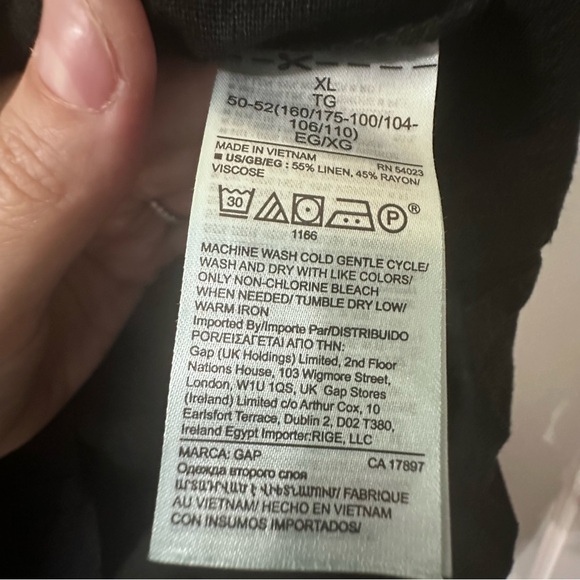 XL
TG
50-52(160/175-100/104-
106/110)
EG/XG
MADE IN VIETNAM RN 54023
■ US/GB/EG : 55% LINEN, 45% RAYON/
VISCOSE
30 P ®
1166
MACHINE WASH COLD GENTLE CYCLE/
WASH AND DRY WITH LIKE COLORS/
ONLY NON-CHLORINE BLEACH
WHEN NEEDED/ TUMBLE DRY LOW/
WARM IRON
Imported By/Importe Par/DISTRIBUIDO
POR/ΕΙΣΑΓΕΤΑΙ ΑΠΟ ΤΗΝ:
Gap (UK Holdings) Limited, 2nd Floor
Nations House, 103 Wigmore Street,
London, W1U 1QS, UK Gap Stores
(Ireland) Limited c/o Arthur Cox, 10
Earlsfort Terrace, Dublin 2, D02 T380,
Ireland Egypt Importer:RIGE, LLC
MARCA: GAP CA 17897
Одежда второго слоя
ԱՐՏԱԴՐՎԱԾ Է ՎԻԵՏՆԱՄՈՒՄ/ FABRIQUE
AU VIETNAM/ HECHO EN VIETNAM
CON INSUMOS IMPORTADOS/